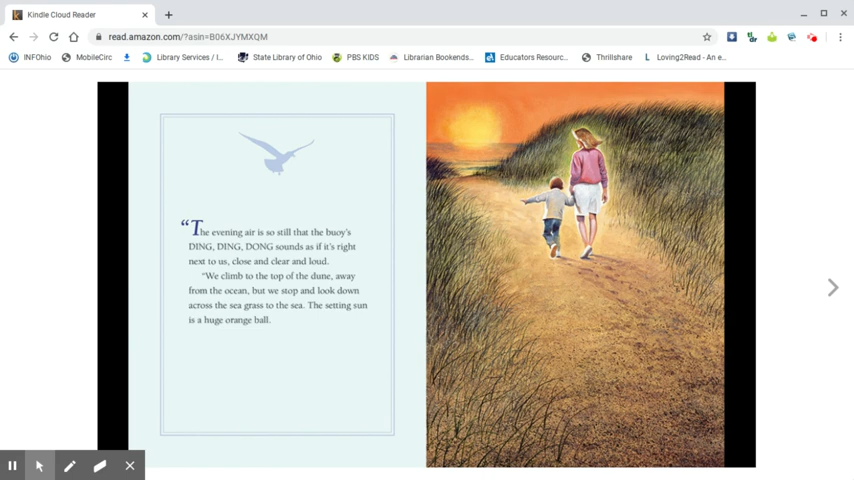 Kindle Cloud Reader
read.amazon.com/?asin=B06XJYMXQM
INFOhio
MobileCirc
Library Services / I...
State Library of Ohio
PBS KIDS
Librarian Bookends...
Educators Resourc...
Thrillshare
Loving2Read - An e...
“The evening air is so still that the buoy's
DING, DING, DONG sounds as if it's right
next to us, close and clear and loud.
“We climb to the top of the dune, away
from the ocean, but we stop and look down
across the sea grass to the sea. The setting sun
is a huge orange ball.